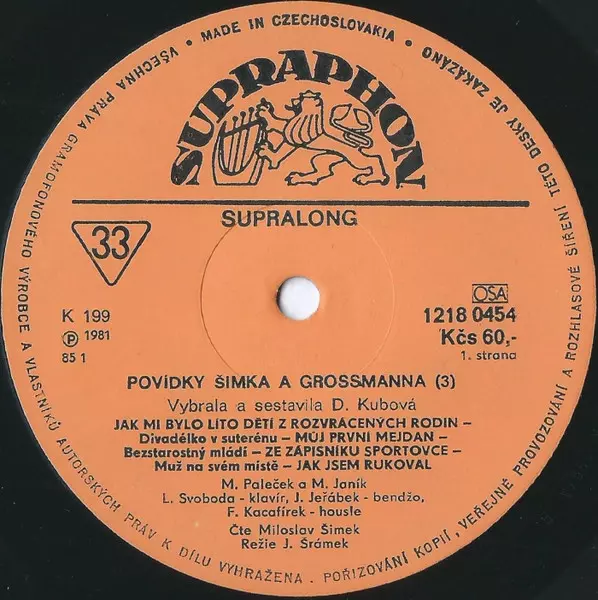 • MADE IN CZECHOSLOVAKIA •
VŠECHNA PRÁVA GRAMOFONOVÉHO VÝROBCE A VLASTNÍKŮ AUTORSKÝCH PRÁV K DÍLU VYHRAŽENA. POŘIZOVÁNÍ KOPIÍ, VEŘEJNÉ PROVOZOVÁNÍ A ROZHLASOVÉ ŠÍŘENÍ TÉTO DESKY JE ZAKÁZÁNO
SUPRAPHON
SUPRALONG
33
K 199
Ⓟ 1981
85 1
OSA
1218 0454
Kčs 60,-
1. strana
POVÍDKY ŠIMKA A GROSSMANNA (3)
Vybrala a sestavila D. Kubová
JAK MI BYLO LÍTO DĚTÍ Z ROZVRÁCENÝCH RODIN –
Divadélko v suterénu – MŮJ PRVNÍ MEJDAN –
Bezstarostný mládí – ZE ZÁPISNÍKU SPORTOVCE –
Muž na svém místě – JAK JSEM RUKOVAL
M. Paleček a M. Janík
L. Svoboda - klavír, J. Jeřábek - bendžo,
F. Kacafírek - housle
Čte Miloslav Šimek
Režie J. Šrámek